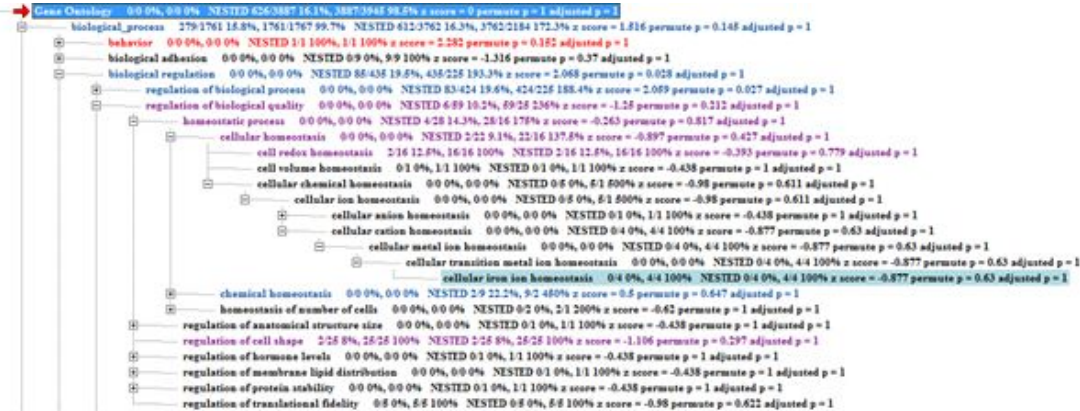 Gene Ontology 0/0 0%, 0/0 0% NESTED 626/3887 16.1%, 3887/3945 98.5% z score = 0 permute p = 1 adjusted p = 1
biological_process 279/1761 15.8%, 1761/1767 99.7% NESTED 612/3762 16.3%, 3762/2184 172.3% z score = 1.516 permute p = 0.145 adjusted p = 1
behavior 0/0 0%, 0/0 0% NESTED 1/1 100%, 1/1 100% z score = 2.282 permute p = 0.152 adjusted p = 1
biological adhesion 0/0 0%, 0/0 0% NESTED 0/9 0%, 9/9 100% z score = -1.316 permute p = 0.37 adjusted p = 1
biological regulation 0/0 0%, 0/0 0% NESTED 85/435 19.5%, 435/225 193.3% z score = 2.068 permute p = 0.028 adjusted p = 1
regulation of biological process 0/0 0%, 0/0 0% NESTED 83/424 19.6%, 424/225 188.4% z score = 2.059 permute p = 0.027 adjusted p = 1
regulation of biological quality 0/0 0%, 0/0 0% NESTED 6/59 10.2%, 59/25 236% z score = -1.25 permute p = 0.212 adjusted p = 1
homeostatic process 0/0 0%, 0/0 0% NESTED 4/28 14.3%, 28/16 175% z score = -0.263 permute p = 0.817 adjusted p = 1
cellular homeostasis 0/0 0%, 0/0 0% NESTED 2/22 9.1%, 22/16 137.5% z score = -0.897 permute p = 0.427 adjusted p = 1
cell redox homeostasis 2/16 12.5%, 16/16 100% NESTED 2/16 12.5%, 16/16 100% z score = -0.393 permute p = 0.779 adjusted p = 1
cell volume homeostasis 0/1 0%, 1/1 100% NESTED 0/1 0%, 1/1 100% z score = -0.438 permute p = 1 adjusted p = 1
cellular chemical homeostasis 0/0 0%, 0/0 0% NESTED 0/5 0%, 5/1 500% z score = -0.98 permute p = 0.611 adjusted p = 1
cellular ion homeostasis 0/0 0%, 0/0 0% NESTED 0/5 0%, 5/1 500% z score = -0.98 permute p = 0.611 adjusted p = 1
cellular anion homeostasis 0/0 0%, 0/0 0% NESTED 0/1 0%, 1/1 100% z score = -0.438 permute p = 1 adjusted p = 1
cellular cation homeostasis 0/0 0%, 0/0 0% NESTED 0/4 0%, 4/4 100% z score = -0.877 permute p = 0.63 adjusted p = 1
cellular metal ion homeostasis 0/0 0%, 0/0 0% NESTED 0/4 0%, 4/4 100% z score = -0.877 permute p = 0.63 adjusted p = 1
cellular transition metal ion homeostasis 0/0 0%, 0/0 0% NESTED 0/4 0%, 4/4 100% z score = -0.877 permute p = 0.63 adjusted p = 1
cellular iron ion homeostasis 0/4 0%, 4/4 100% NESTED 0/4 0%, 4/4 100% z score = -0.877 permute p = 0.63 adjusted p = 1
chemical homeostasis 0/0 0%, 0/0 0% NESTED 2/9 22.2%, 9/2 450% z score = 0.5 permute p = 0.647 adjusted p = 1
homeostasis of number of cells 0/0 0%, 0/0 0% NESTED 0/2 0%, 2/1 200% z score = -0.62 permute p = 1 adjusted p = 1
regulation of anatomical structure size 0/0 0%, 0/0 0% NESTED 0/1 0%, 1/1 100% z score = -0.438 permute p = 1 adjusted p = 1
regulation of cell shape 2/25 8%, 25/25 100% NESTED 2/25 8%, 25/25 100% z score = -1.106 permute p = 0.297 adjusted p = 1
regulation of hormone levels 0/0 0%, 0/0 0% NESTED 0/1 0%, 1/1 100% z score = -0.438 permute p = 1 adjusted p = 1
regulation of membrane lipid distribution 0/0 0%, 0/0 0% NESTED 0/1 0%, 1/1 100% z score = -0.438 permute p = 1 adjusted p = 1
regulation of protein stability 0/0 0%, 0/0 0% NESTED 0/1 0%, 1/1 100% z score = -0.438 permute p = 1 adjusted p = 1
regulation of translational fidelity 0/5 0%, 5/5 100% NESTED 0/5 0%, 5/5 100% z score = -0.98 permute p = 0.622 adjusted p = 1